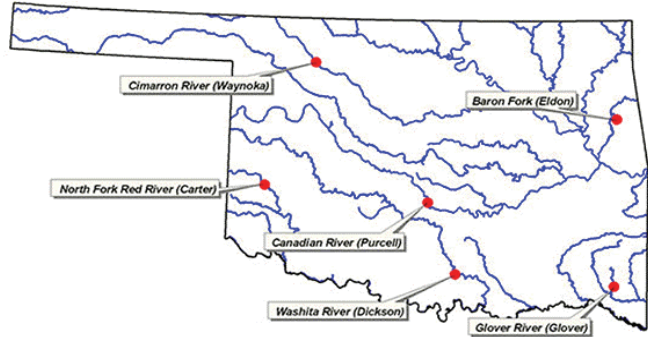 Cimarron River (Waynoka)
Baron Fork (Eldon)
North Fork Red River (Carter)
Canadian River (Purcell)
Washita River (Dickson)
Glover River (Glover)